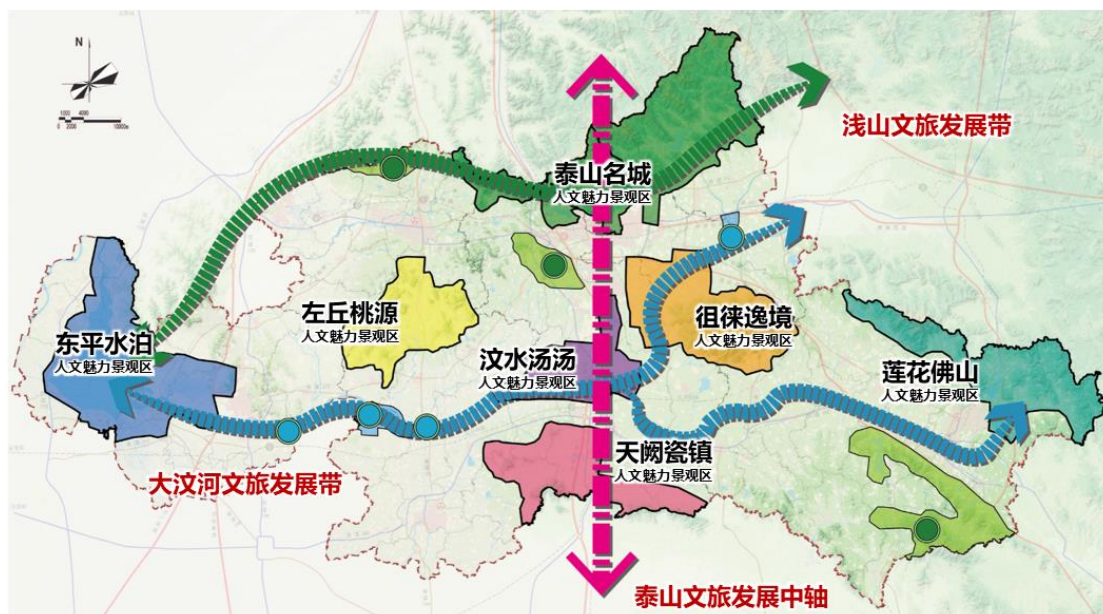 N
1000 4000
0 2000 10000m
浅山文旅发展带
泰山名城
人文魅力景观区
左丘桃源
人文魅力景观区
徂徕逸境
人文魅力景观区
东平水泊
人文魅力景观区
汶水汤汤
人文魅力景观区
莲花佛山
人文魅力景观区
天阙瓷镇
人文魅力景观区
大汶河文旅发展带
泰山文旅发展中轴